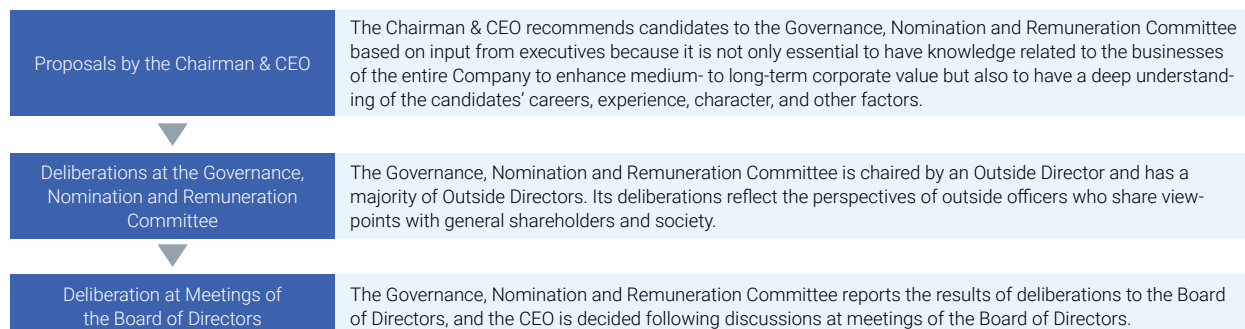 Proposals by the Chairman & CEO
The Chairman & CEO recommends candidates to the Governance, Nomination and Remuneration Committee
based on input from executives because it is not only essential to have knowledge related to the businesses
of the entire Company to enhance medium- to long-term corporate value but also to have a deep understand-
ing of the candidates’ careers, experience, character, and other factors.
Deliberations at the Governance,
Nomination and Remuneration
Committee
The Governance, Nomination and Remuneration Committee is chaired by an Outside Director and has a
majority of Outside Directors. Its deliberations reflect the perspectives of outside officers who share view-
points with general shareholders and society.
Deliberation at Meetings of
the Board of Directors
The Governance, Nomination and Remuneration Committee reports the results of deliberations to the Board
of Directors, and the CEO is decided following discussions at meetings of the Board of Directors.